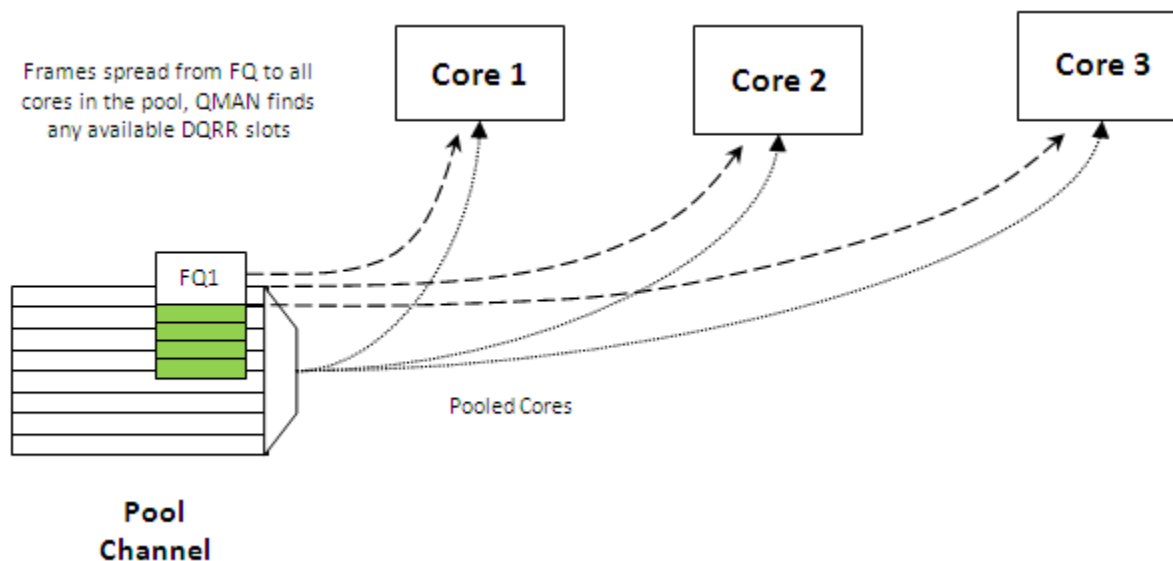 Frames spread from FQ to all
cores in the pool, QMAN finds
any available DQRR slots
Core 1
Core 2
Core 3
FQ1
Pooled Cores
Pool
Channel